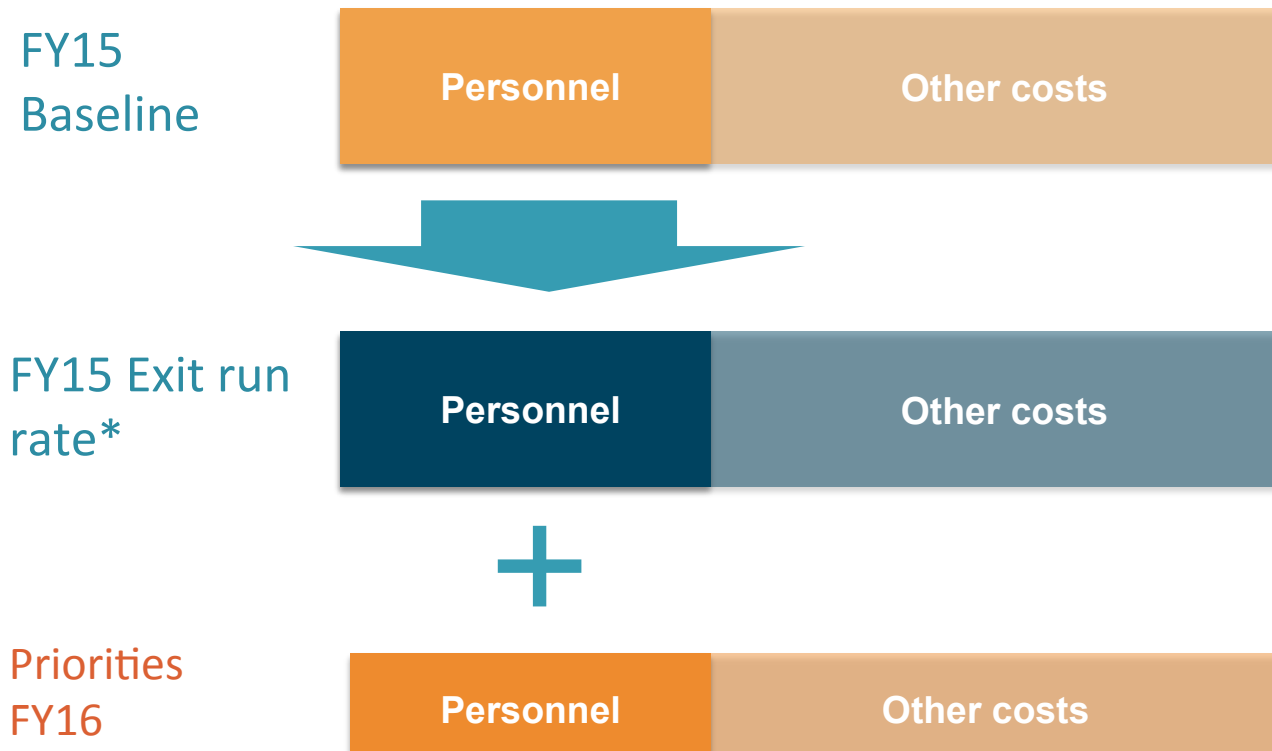 FY15
Baseline
Personnel
Other costs
FY15 Exit run
rate*
Personnel
Other costs
+
Priorities
FY16
Personnel
Other costs